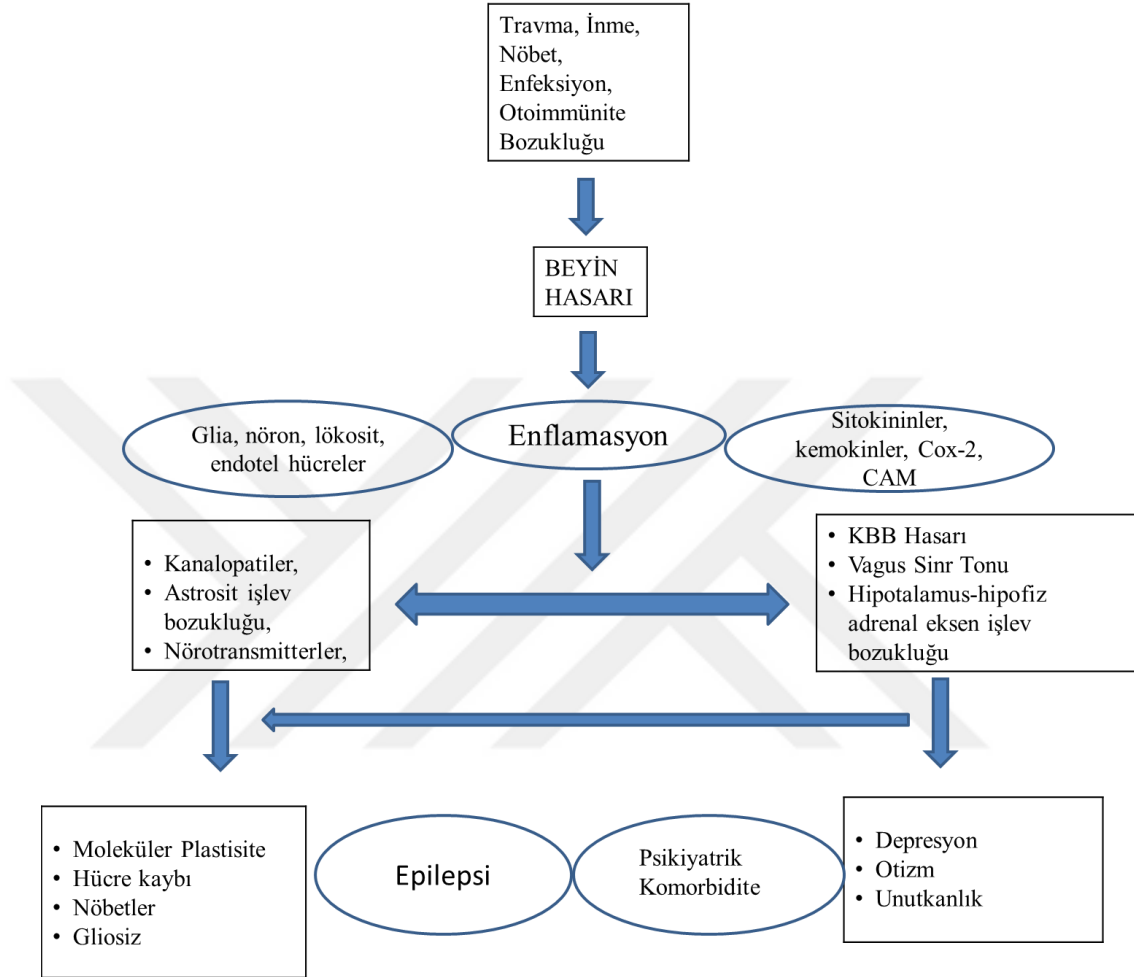 Travma, İnme,
Nöbet,
Enfeksiyon,
Otoimmünite
Bozukluğu
BEYİN
HASARI
Glia, nöron, lökosit,
endotel hücreler
Enflamasyon
Sitokininler,
kemokinler, Cox-2,
CAM
• Kanalopatiler,
• Astrosit işlev
bozukluğu,
• Nörotransmitterler,
• KBB Hasarı
• Vagus Sinr Tonu
• Hipotalamus-hipofiz
adrenal eksen işlev
bozukluğu
• Moleküler Plastisite
• Hücre kaybı
• Nöbetler
• Gliosiz
Epilepsi
Psikiyatrik
Komorbidite
• Depresyon
• Otizm
• Unutkanlık